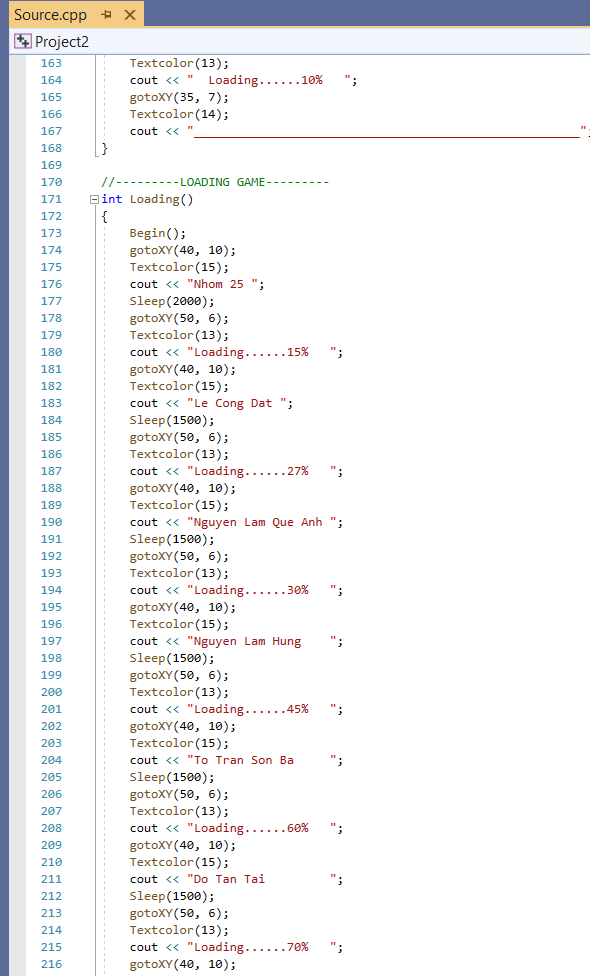 Source.cpp
Project2
163 Textcolor(13);
164 cout << "  Loading......10%   ";
165 gotoXY(35, 7);
166 Textcolor(14);
167 cout << "______________________________________________________";
168 }
169
170 //---------LOADING GAME---------
171 int Loading()
172 {
173 Begin();
174 gotoXY(40, 10);
175 Textcolor(15);
176 cout << "Nhom 25 ";
177 Sleep(2000);
178 gotoXY(50, 6);
179 Textcolor(13);
180 cout << "Loading......15%   ";
181 gotoXY(40, 10);
182 Textcolor(15);
183 cout << "Le Cong Dat ";
184 Sleep(1500);
185 gotoXY(50, 6);
186 Textcolor(13);
187 cout << "Loading......27%   ";
188 gotoXY(40, 10);
189 Textcolor(15);
190 cout << "Nguyen Lam Que Anh ";
191 Sleep(1500);
192 gotoXY(50, 6);
193 Textcolor(13);
194 cout << "Loading......30%   ";
195 gotoXY(40, 10);
196 Textcolor(15);
197 cout << "Nguyen Lam Hung    ";
198 Sleep(1500);
199 gotoXY(50, 6);
200 Textcolor(13);
201 cout << "Loading......45%   ";
202 gotoXY(40, 10);
203 Textcolor(15);
204 cout << "To Tran Son Ba     ";
205 Sleep(1500);
206 gotoXY(50, 6);
207 Textcolor(13);
208 cout << "Loading......60%   ";
209 gotoXY(40, 10);
210 Textcolor(15);
211 cout << "Do Tan Tai         ";
212 Sleep(1500);
213 gotoXY(50, 6);
214 Textcolor(13);
215 cout << "Loading......70%   ";
216 gotoXY(40, 10);